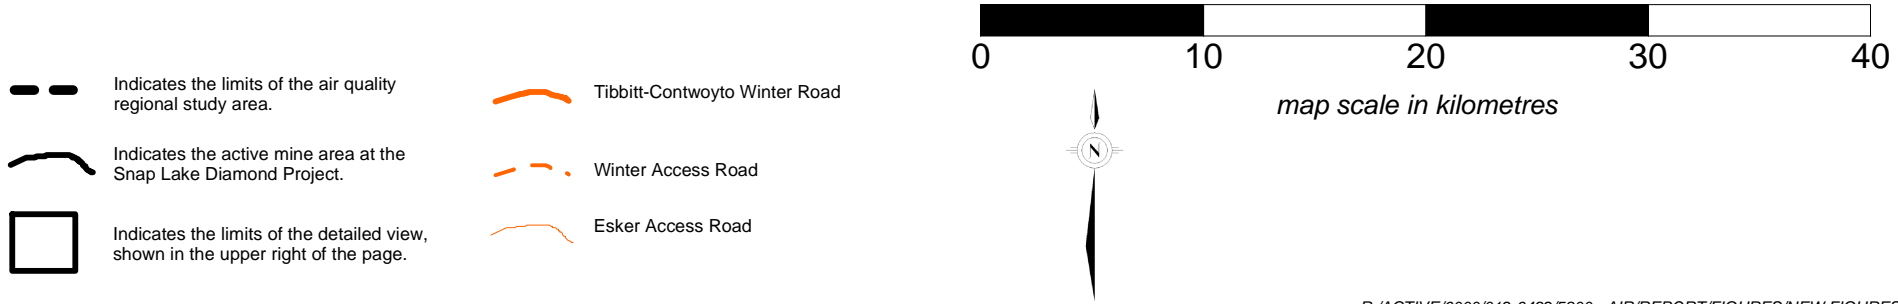 Indicates the limits of the air quality
regional study area.
Indicates the active mine area at the
Snap Lake Diamond Project.
Indicates the limits of the detailed view,
shown in the upper right of the page.
Tibbitt-Contwoyto Winter Road
Winter Access Road
Esker Access Road
0 10 20 30 40
map scale in kilometres
N